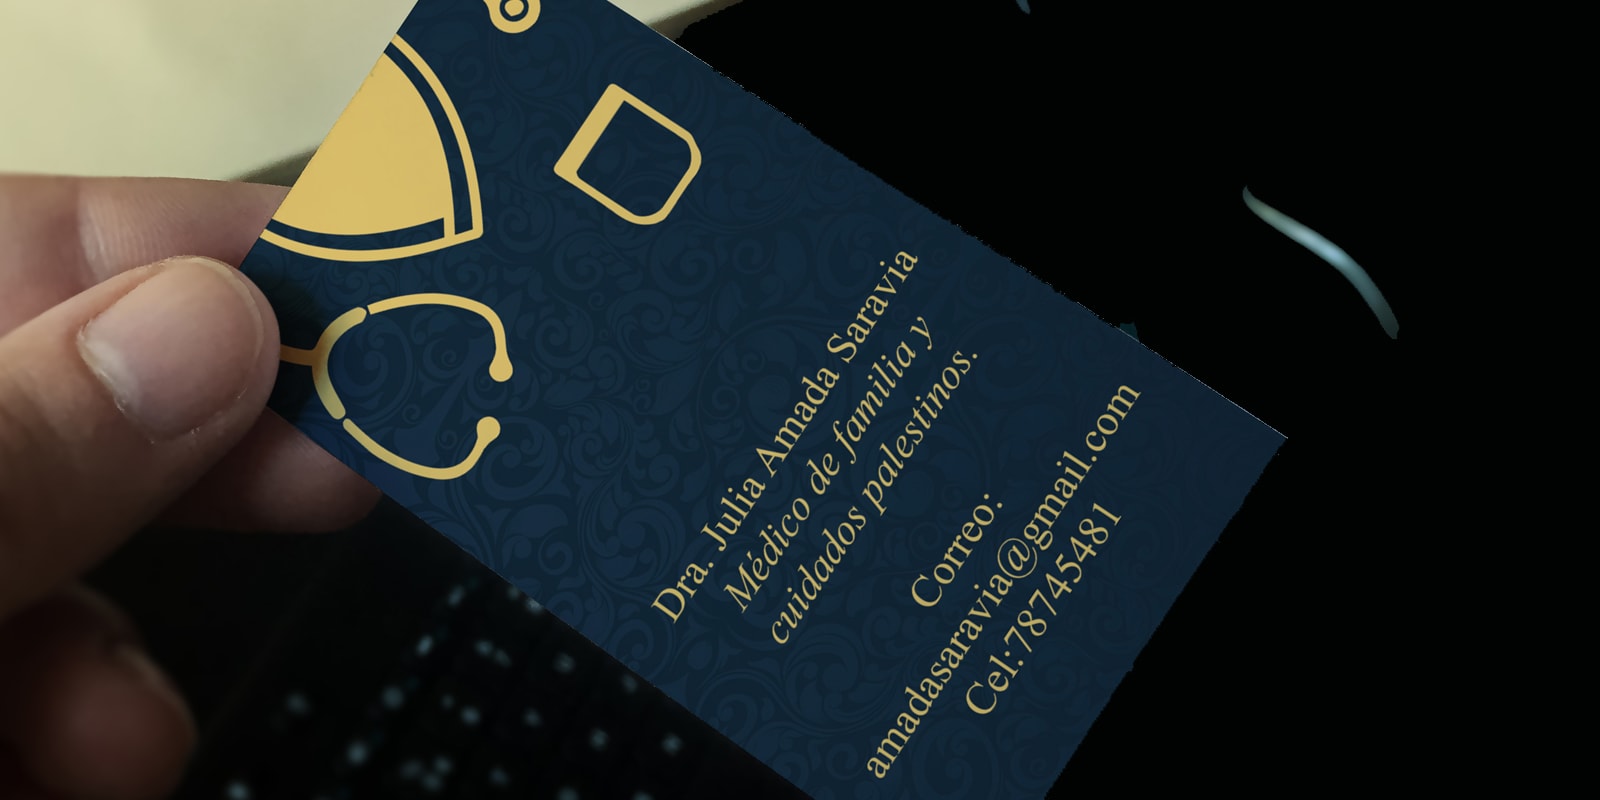 Dra. Julia Amada Saravia
Médico de familia y
cuidados palestinos.
Correo:
amadasaravia@gmail.com
Cel:78745481